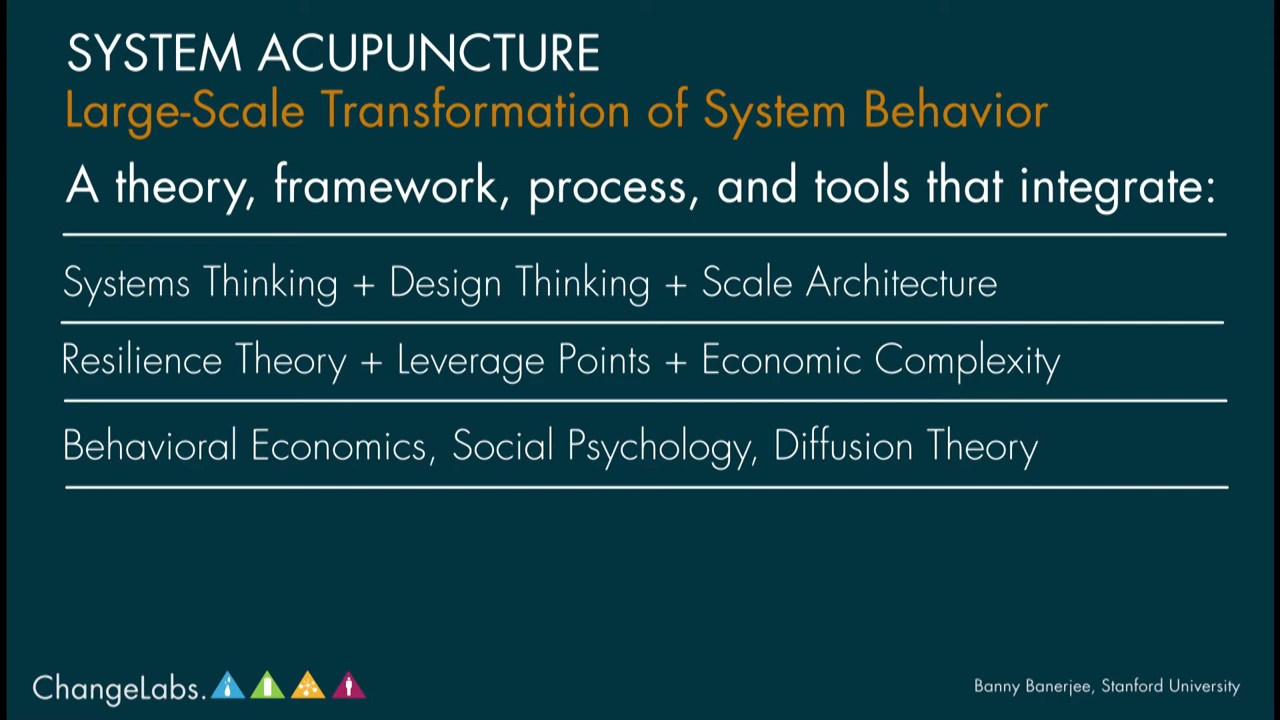 SYSTEM ACUPUNCTURE
Large-Scale Transformation of System Behavior
A theory, framework, process, and tools that integrate:
Systems Thinking + Design Thinking + Scale Architecture
Resilience Theory + Leverage Points + Economic Complexity
Behavioral Economics, Social Psychology, Diffusion Theory
ChangeLabs.
Banny Banerjee, Stanford University